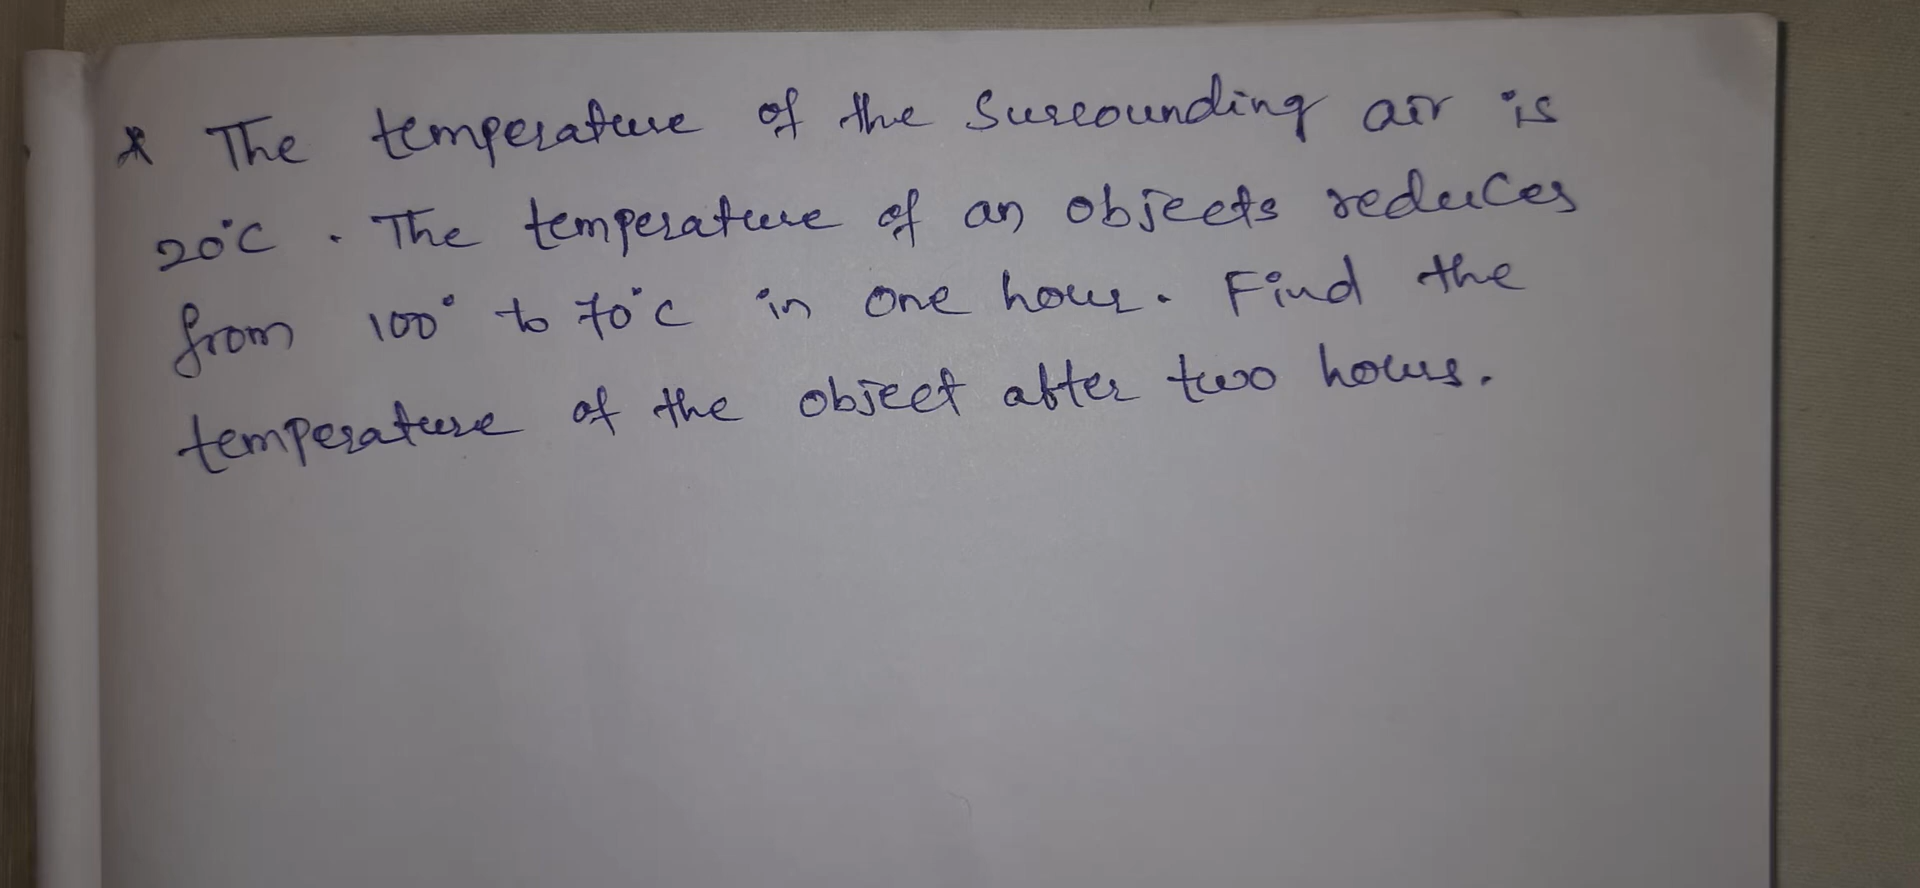 * The temperature of the Surrounding air is
20°C . The temperature of an objects reduces
from 100° to 70°C in one hour. Find the
temperature of the object after two hours.